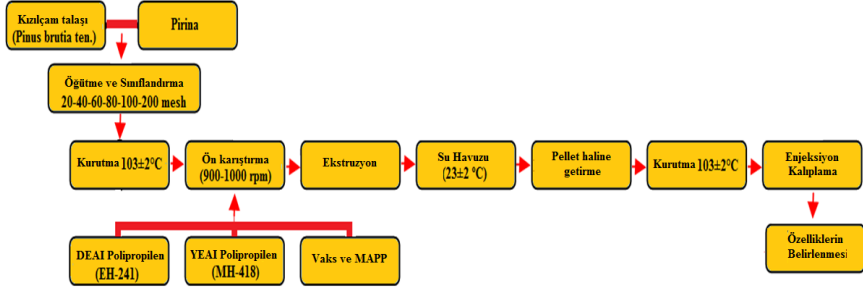 Kızılçam talaşı
(Pinus brutia ten.)
Pirina
Öğütme ve Sınıflandırma
20-40-60-80-100-200 mesh
Kurutma 103±2°C
Ön karıştırma
(900-1000 rpm)
Ekstruzyon
Su Havuzu
(23±2 °C)
Pellet haline
getirme
Kurutma 103±2°C
Enjeksiyon
Kalıplama
DEAI Polipropilen
(EH-241)
YEAI Polipropilen
(MH-418)
Vaks ve MAPP
Özelliklerin
Belirlenmesi